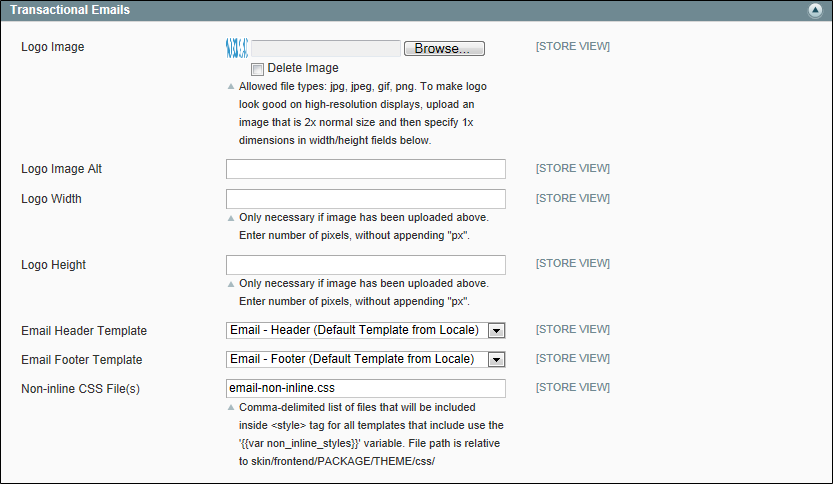 Transactional Emails
Logo Image
Browse...
[STORE VIEW]
Delete Image
Allowed file types: jpg, jpeg, gif, png. To make logo
look good on high-resolution displays, upload an
image that is 2x normal size and then specify 1x
dimensions in width/height fields below.
Logo Image Alt
[STORE VIEW]
Logo Width
[STORE VIEW]
Only necessary if image has been uploaded above.
Enter number of pixels, without appending "px".
Logo Height
[STORE VIEW]
Only necessary if image has been uploaded above.
Enter number of pixels, without appending "px".
Email Header Template
Email - Header (Default Template from Locale)
[STORE VIEW]
Email Footer Template
Email - Footer (Default Template from Locale)
[STORE VIEW]
Non-inline CSS File(s)
email-non-inline.css
[STORE VIEW]
Comma-delimited list of files that will be included
inside <style> tag for all templates that include use the
'{{var non_inline_styles}}' variable. File path is relative
to skin/frontend/PACKAGE/THEME/css/